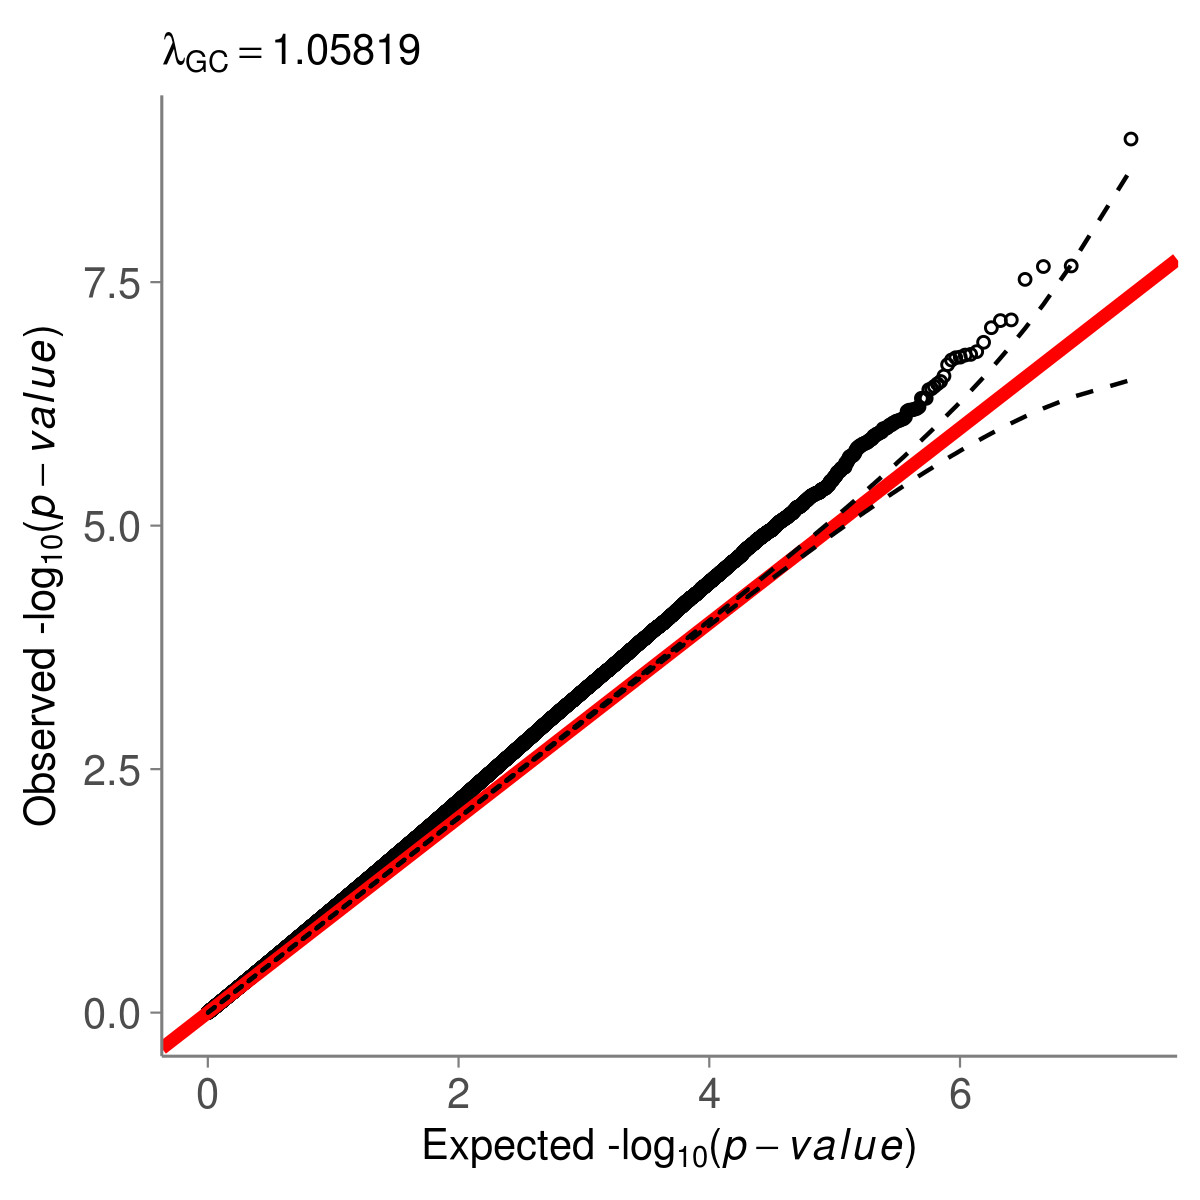 λGC = 1.05819
Observed -log10(p − value)
7.5
5.0
2.5
0.0
0 2 4 6
Expected -log10(p − value)